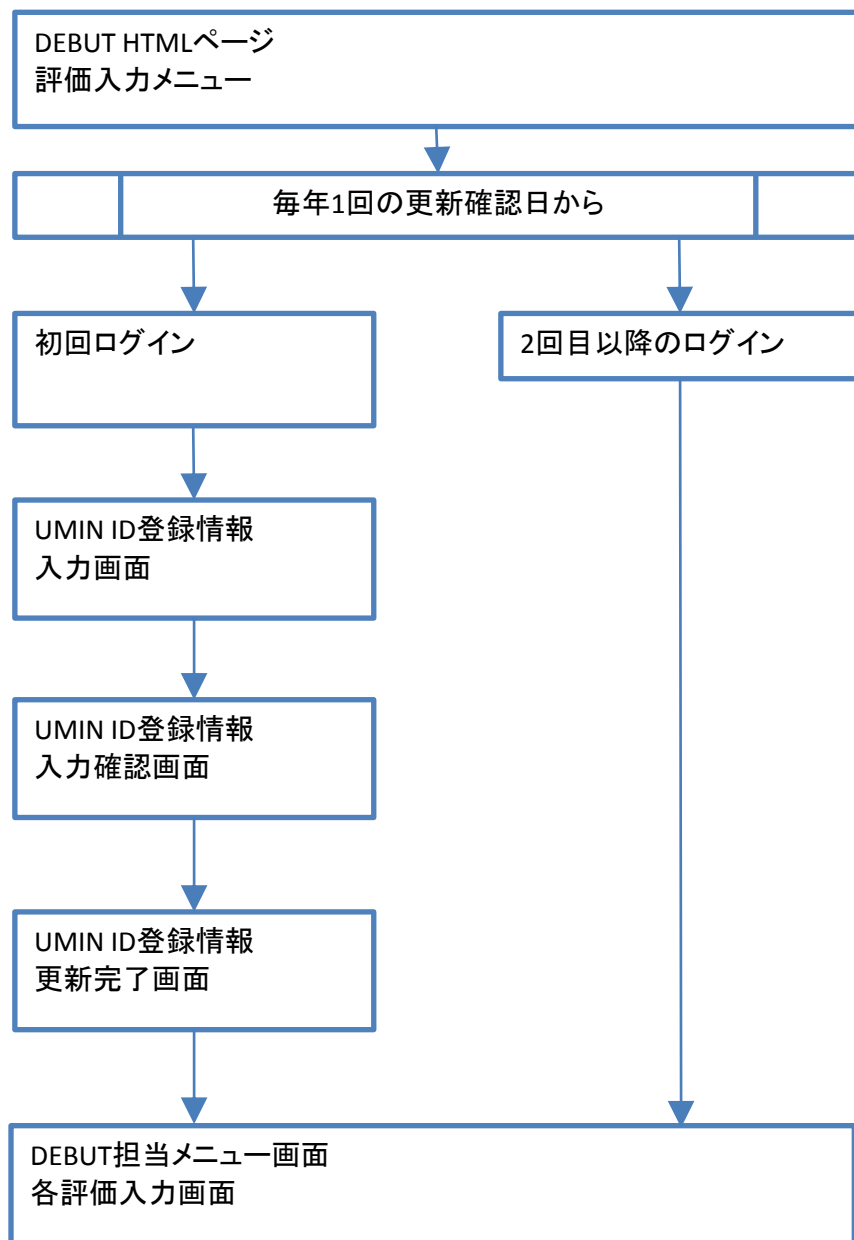 DEBUT HTMLページ
評価入力メニュー
毎年1回の更新確認日から
初回ログイン
2回目以降のログイン
UMIN ID登録情報
入力画面
UMIN ID登録情報
入力確認画面
UMIN ID登録情報
更新完了画面
DEBUT担当メニュー画面
各評価入力画面